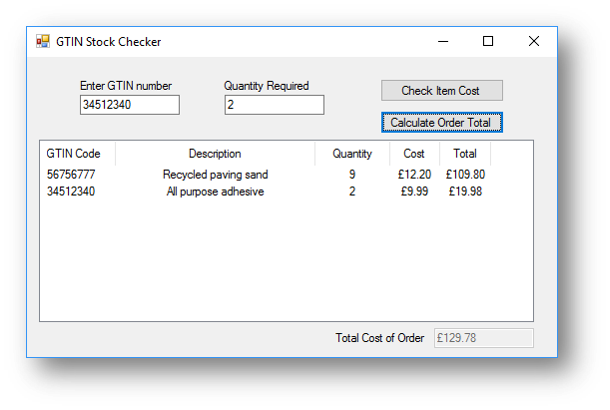 GTIN Stock Checker
Enter GTIN number Quantity Required Check Item Cost
34512340 2
Calculate Order Total
GTIN Code Description Quantity Cost Total
56756777 Recycled paving sand 9 £12.20 £109.80
34512340 All purpose adhesive 2 £9.99 £19.98
Total Cost of Order £129.78